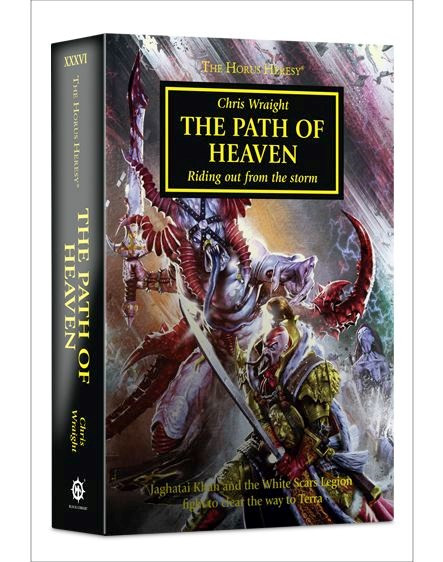 XXXVI
THE HORUS HERESY®
THE PATH OF
HEAVEN
Chris
Wraight
BLACK LIBRARY
THE HORUS HERESY®
Chris Wraight
THE PATH OF
HEAVEN
Riding out from the storm
Jaghatai Khan and the White Scars Legion
fight to clear the way to Terra